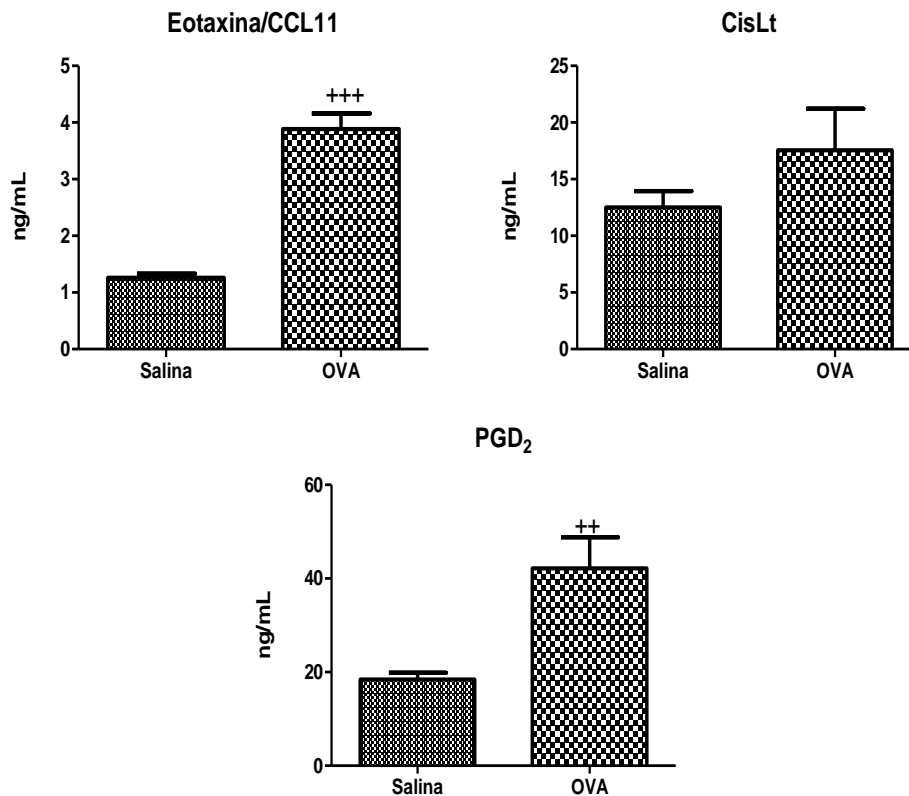 Eotaxina/CCL11
5
4
3
2
1
0
ng/mL
+++
Salina
OVA
CisLt
25
20
15
10
5
0
ng/mL
Salina
OVA
PGD₂
60
40
20
0
ng/mL
++
Salina
OVA